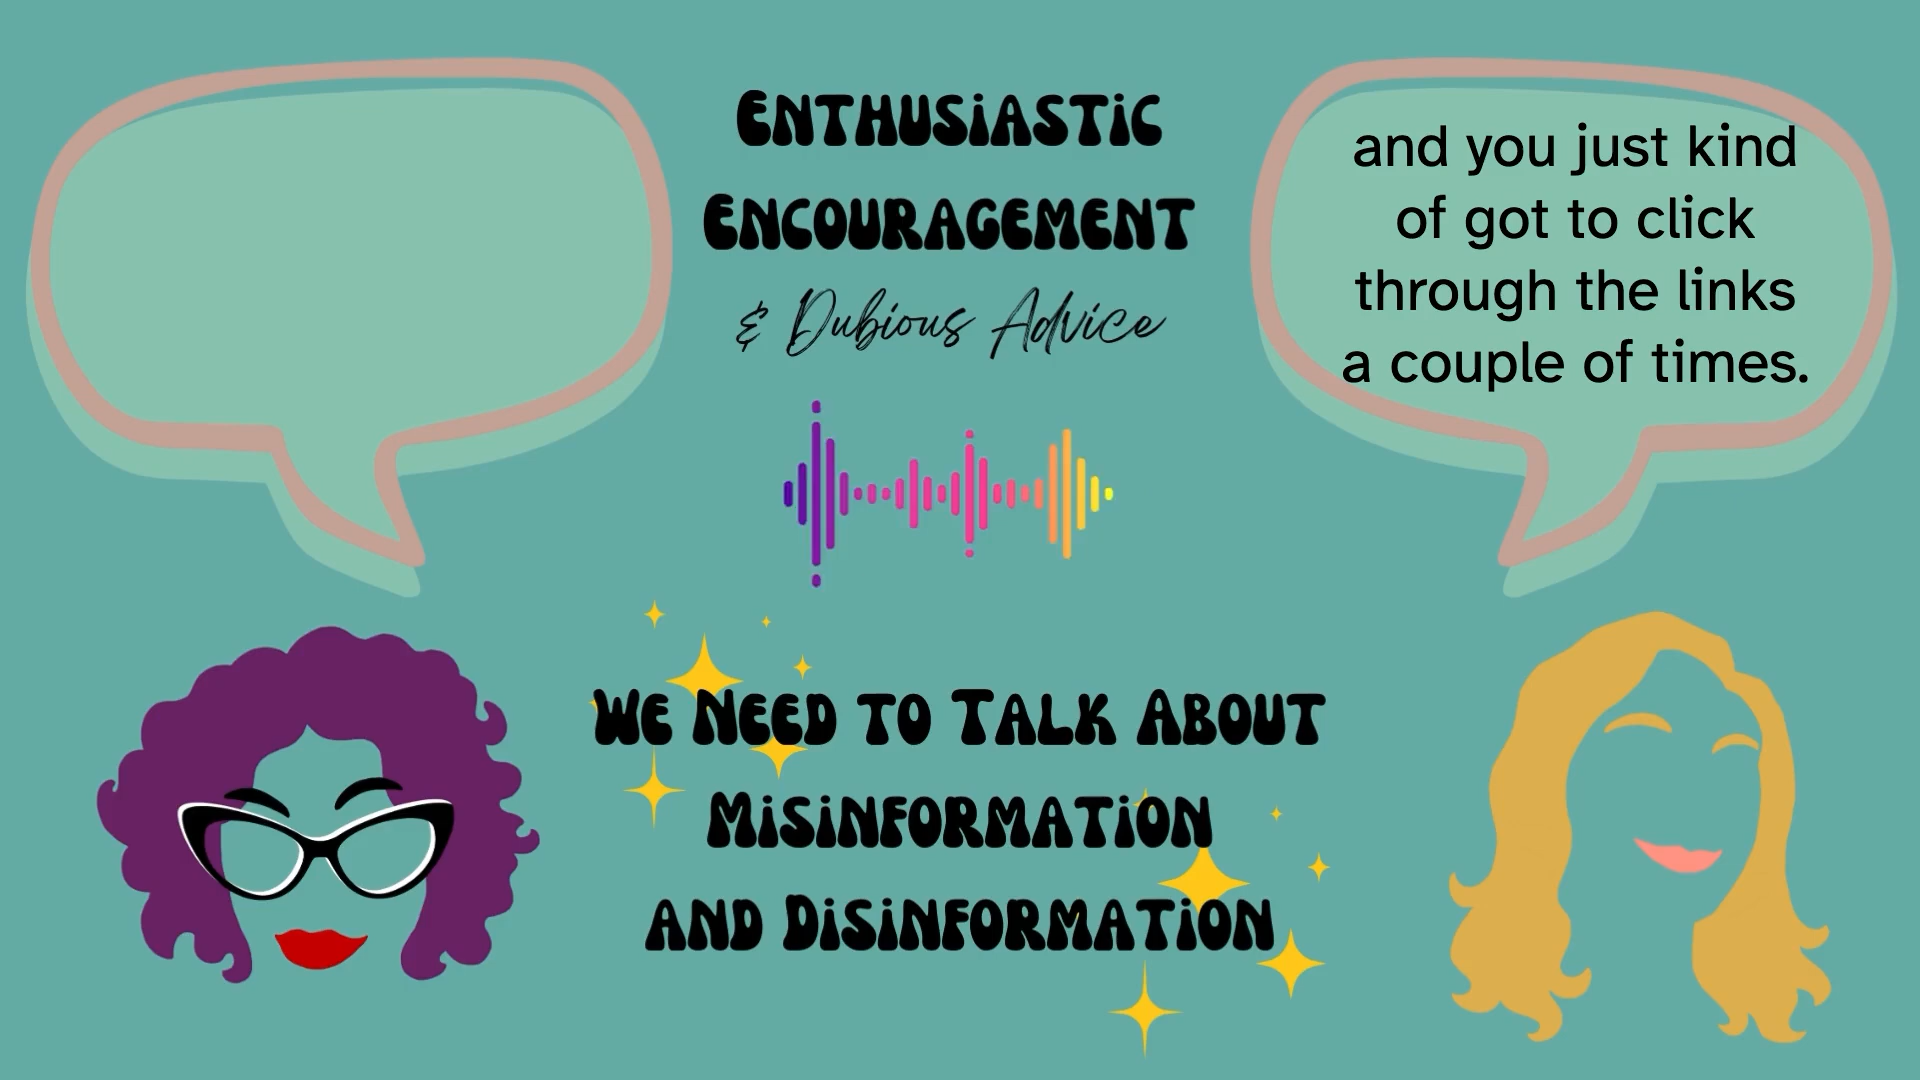 Enthusiastic
Encouragement
& Dubious Advice
and you just kind
of got to click
through the links
a couple of times.
We Need to Talk About
Misinformation
and Disinformation